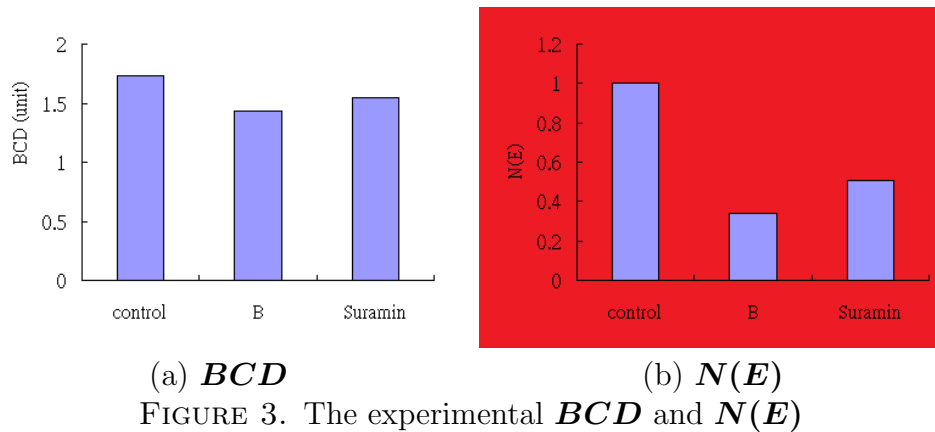 2
1.5
1
0.5
0
BCD (unit)
control B Suramin
1.2
1
0.8
0.6
0.4
0.2
0
N(E)
control B Suramin
(a) BCD (b) N(E)
FIGURE 3. The experimental BCD and N(E)